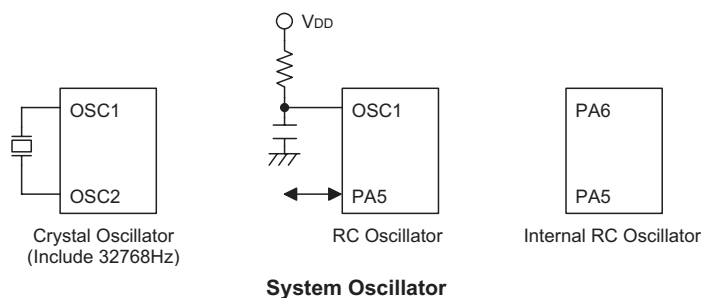 VDD
OSC1
OSC2
Crystal Oscillator
(Include 32768Hz)
OSC1
PA5
RC Oscillator
PA6
PA5
Internal RC Oscillator
System Oscillator